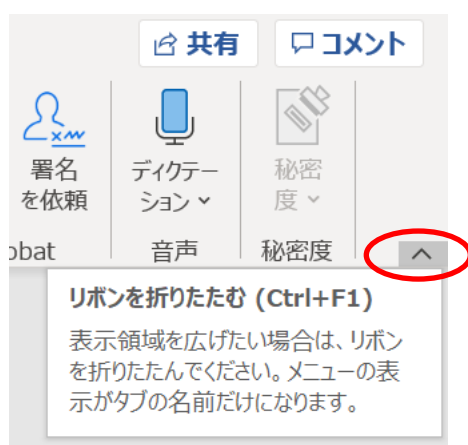 共有 コメント
署名 ディクテー 秘密
を依頼 ション 度
obat 音声 秘密度
リボンを折りたたむ (Ctrl+F1)
表示領域を広げたい場合は、リボン
を折りたたんでください。メニューの表
示がタブの名前だけになります。